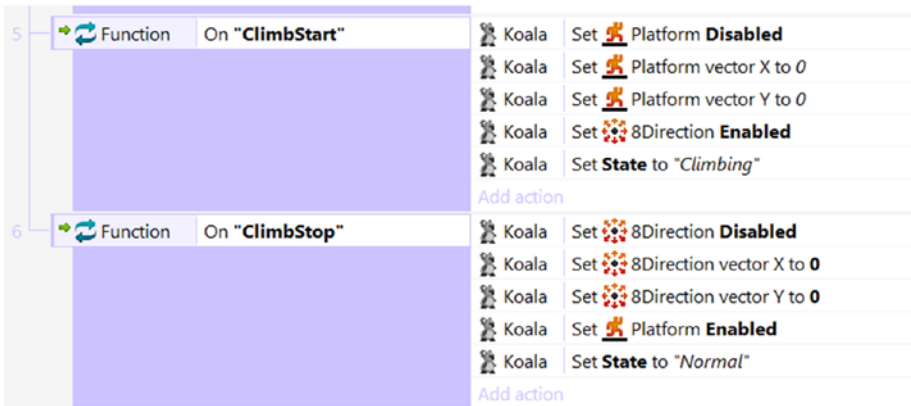 5 Function On "ClimbStart" Koala Set Platform Disabled
Koala Set Platform vector X to 0
Koala Set Platform vector Y to 0
Koala Set 8Direction Enabled
Koala Set State to "Climbing"
Add action
6 Function On "ClimbStop" Koala Set 8Direction Disabled
Koala Set 8Direction vector X to 0
Koala Set 8Direction vector Y to 0
Koala Set Platform Enabled
Koala Set State to "Normal"
Add action